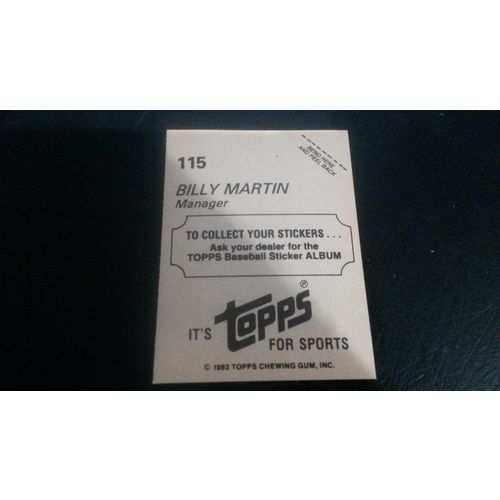 115
BEND HERE
AND PEEL BACK
BILLY MARTIN
Manager
TO COLLECT YOUR STICKERS...
Ask your dealer for the
TOPPS Baseball Sticker ALBUM
IT'S topps®
FOR SPORTS
© 1982 TOPPS CHEWING GUM, INC.